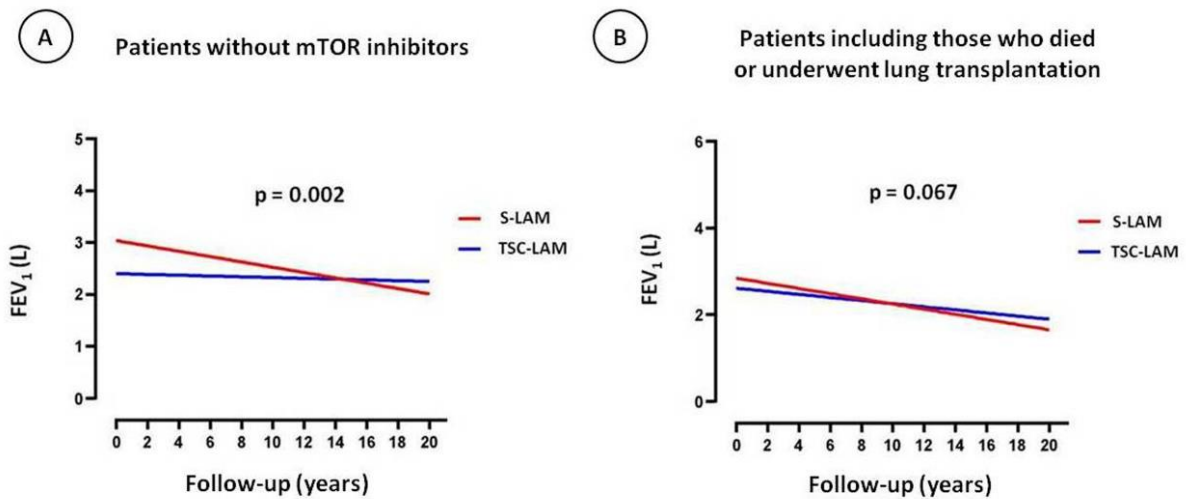 A
Patients without mTOR inhibitors
5
4
3
2
1
0
FEV₁ (L)
p = 0.002
S-LAM
TSC-LAM
0 2 4 6 8 10 12 14 16 18 20
Follow-up (years)
B
Patients including those who died
or underwent lung transplantation
6
4
2
0
FEV₁ (L)
p = 0.067
S-LAM
TSC-LAM
0 2 4 6 8 10 12 14 16 18 20
Follow-up (years)